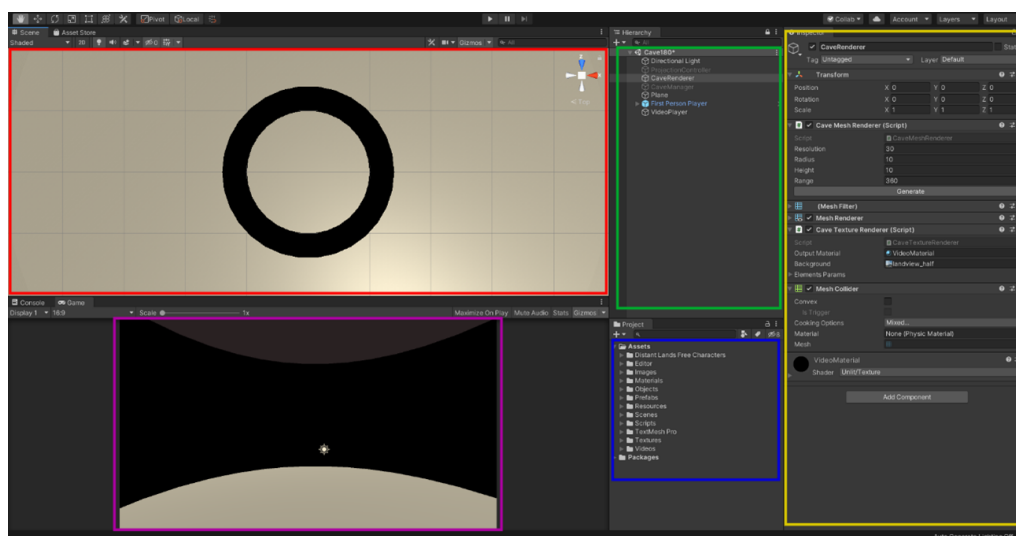 Pivot Local Collab Account Layers Layout
Scene Asset Store
Shaded 2D 0 Gizmos All
< Top
Console Game
Display 1 16:9 Scale 1x Maximize On Play Mute Audio Stats Gizmos
Hierarchy
All
Cave180*
Directional Light
ProjectionController
CaveRenderer
CaveManager
Plane
First Person Player
VideoPlayer
Project
Assets
Distant Lands Free Characters
Editor
Images
Materials
Objects
Prefabs
Resources
Scenes
Scripts
TextMesh Pro
Textures
Videos
Packages
Inspector
CaveRenderer Stat
Tag Untagged Layer Default
Transform
Position X 0 Y 0 Z 0
Rotation X 0 Y 0 Z 0
Scale X 1 Y 1 Z 1
Cave Mesh Renderer (Script)
Script CaveMeshRenderer
Resolution 30
Radius 10
Height 10
Range 360
Generate
(Mesh Filter)
Mesh Renderer
Cave Texture Renderer (Script)
Script CaveTextureRenderer
Output Material VideoMaterial
Background landview_half
Elements Params
Mesh Collider
Convex
Is Trigger
Cooking Options Mixed...
Material None (Physic Material)
Mesh
VideoMaterial
Shader Unlit/Texture
Add Component